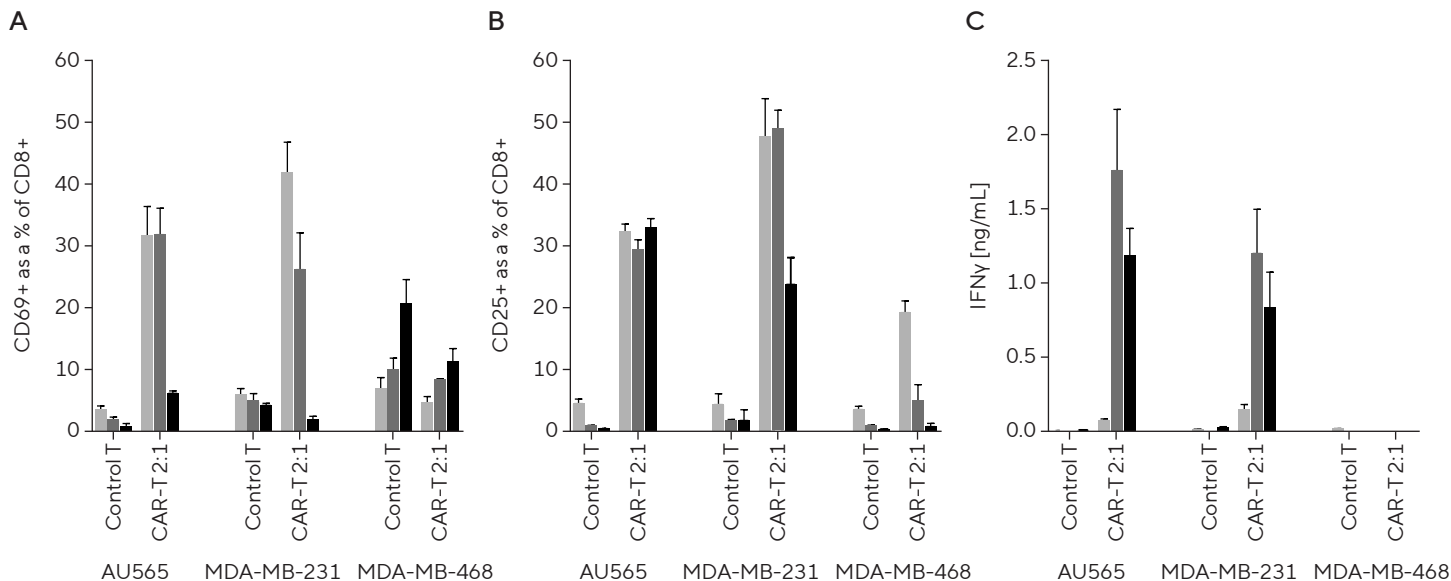 A
CD69+ as a % of CD8+
60
50
40
30
20
10
0
Control T
CAR-T 2:1
Control T
CAR-T 2:1
Control T
CAR-T 2:1
AU565
MDA-MB-231
MDA-MB-468
B
CD25+ as a % of CD8+
60
50
40
30
20
10
0
Control T
CAR-T 2:1
Control T
CAR-T 2:1
Control T
CAR-T 2:1
AU565
MDA-MB-231
MDA-MB-468
C
IFNγ [ng/mL]
2.5
2.0
1.5
1.0
0.5
0.0
Control T
CAR-T 2:1
Control T
CAR-T 2:1
Control T
CAR-T 2:1
AU565
MDA-MB-231
MDA-MB-468